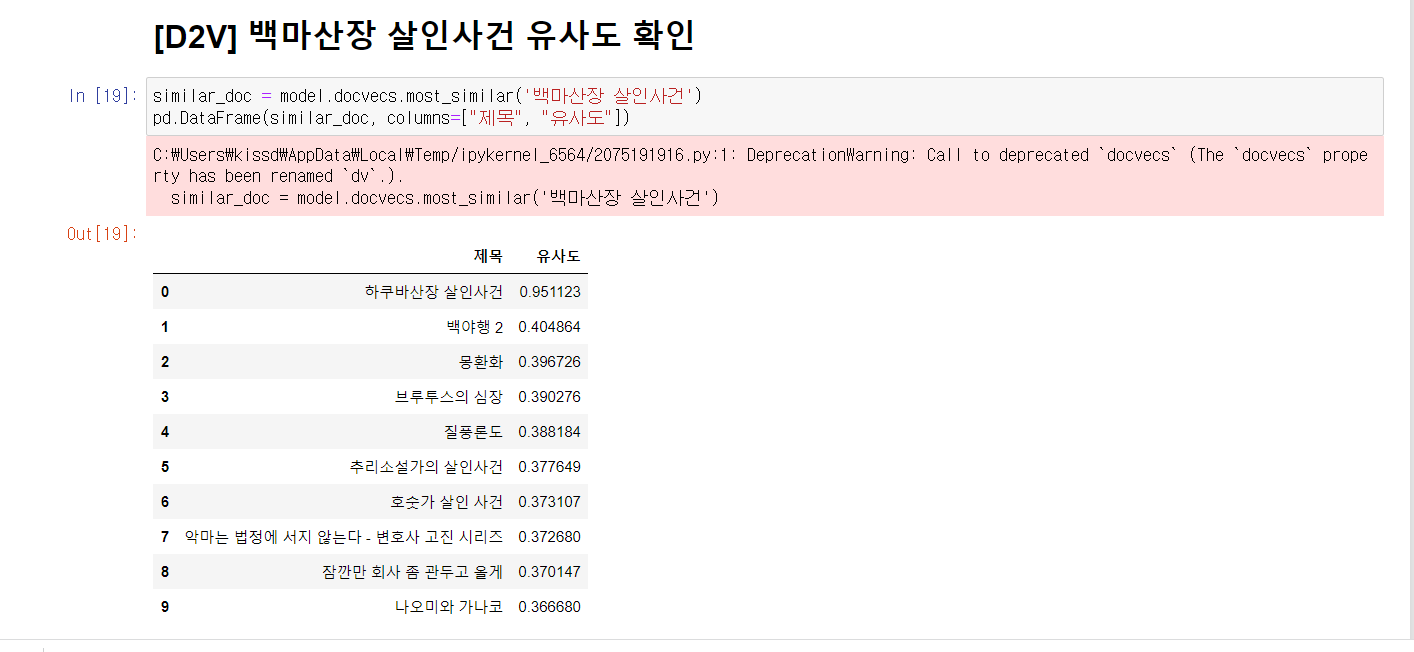 [D2V] 백마산장 살인사건 유사도 확인
In [19]: similar_doc = model.docvecs.most_similar('백마산장 살인사건')
pd.DataFrame(similar_doc, columns=["제목", "유사도"])
C:₩Users₩kissd₩AppData₩Local₩Temp/ipykernel_6564/2075191916.py:1: DeprecationWarning: Call to deprecated `docvecs` (The `docvecs` prope
rty has been renamed `dv`.).
similar_doc = model.docvecs.most_similar('백마산장 살인사건')
Out[19]:
제목 유사도
0 하쿠바산장 살인사건 0.951123
1 백야행 2 0.404864
2 몽환화 0.396726
3 브루투스의 심장 0.390276
4 질풍론도 0.388184
5 추리소설가의 살인사건 0.377649
6 호숫가 살인 사건 0.373107
7 악마는 법정에 서지 않는다 - 변호사 고진 시리즈 0.372680
8 잠깐만 회사 좀 관두고 올게 0.370147
9 나오미와 가나코 0.366680